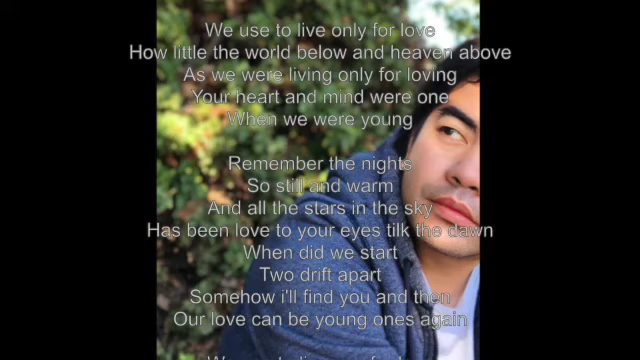 We use to live only for love
How little the world below and heaven above
As we were living only for loving
Your heart and mind were one
When we were young
Remember the nights
So still and warm
And all the stars in the sky
Has been love to your eyes tilk the dawn
When did we start
Two drift apart
Somehow i'll find you and then
Our love can be young ones again